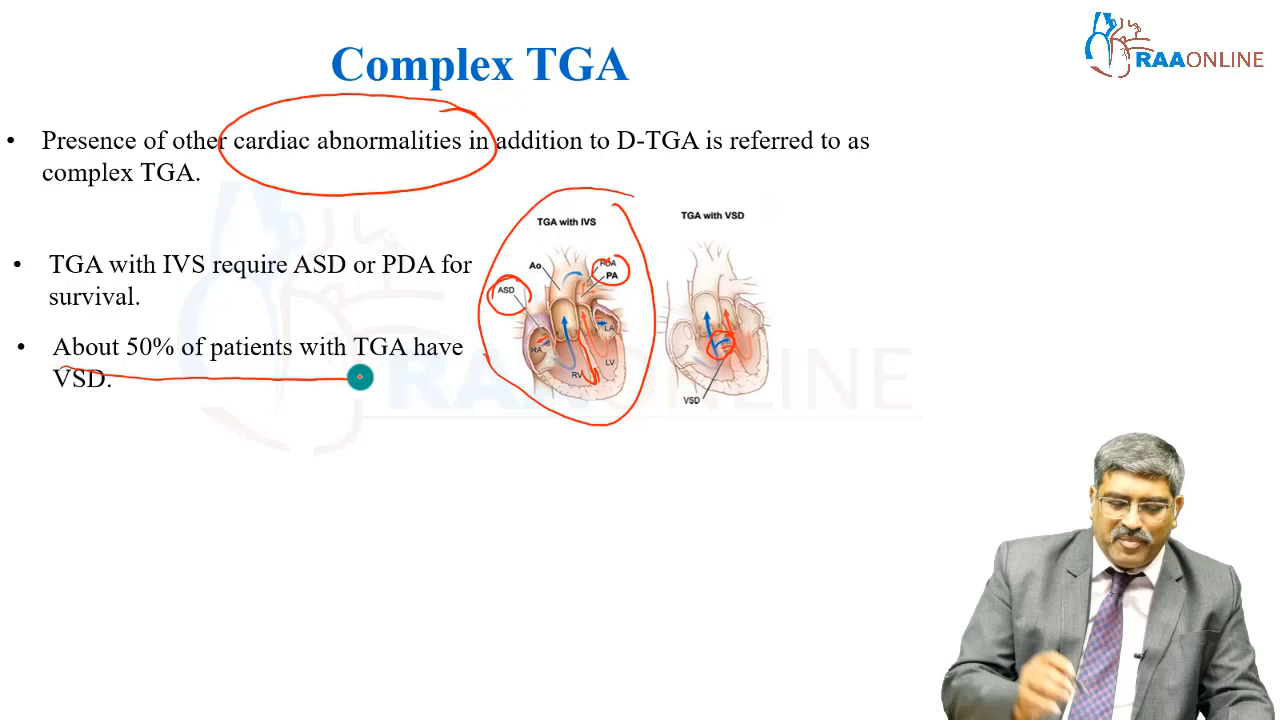 Complex TGA
RAAONLINE
• Presence of other cardiac abnormalities in addition to D-TGA is referred to as
complex TGA.
• TGA with IVS require ASD or PDA for
survival.
• About 50% of patients with TGA have
VSD.
TGA with IVS
Ao
PDA
PA
ASD
LA
RA
LV
RV
TGA with VSD
VSD
RAAONLINE